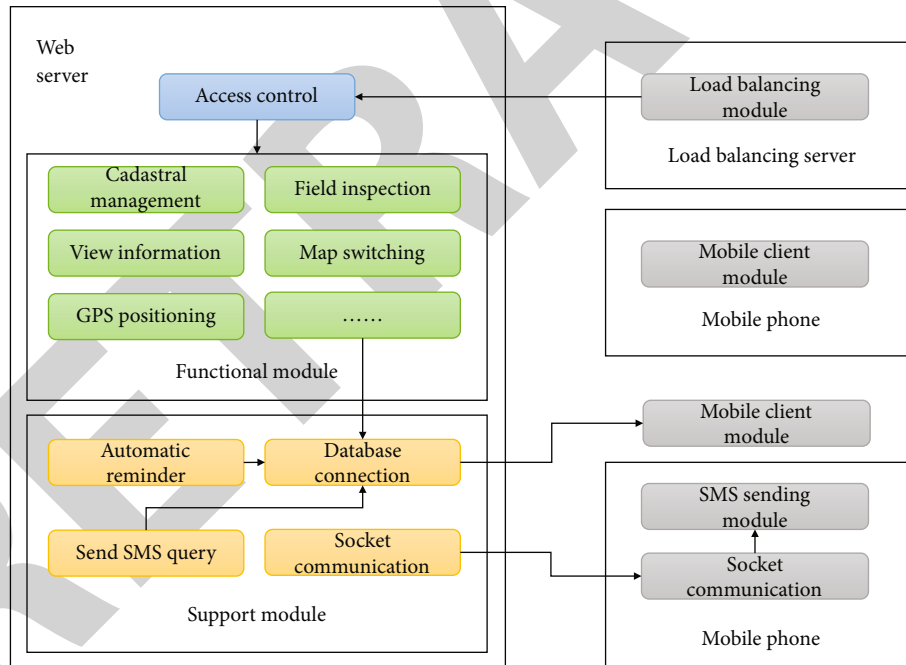 Web
server
Access control
Cadastral
management
Field inspection
View information
Map switching
GPS positioning
......
Functional module
Automatic
reminder
Database
connection
Send SMS query
Socket
communication
Support module
Load balancing
module
Load balancing server
Mobile client
module
Mobile phone
Mobile client
module
SMS sending
module
Socket
communication
Mobile phone